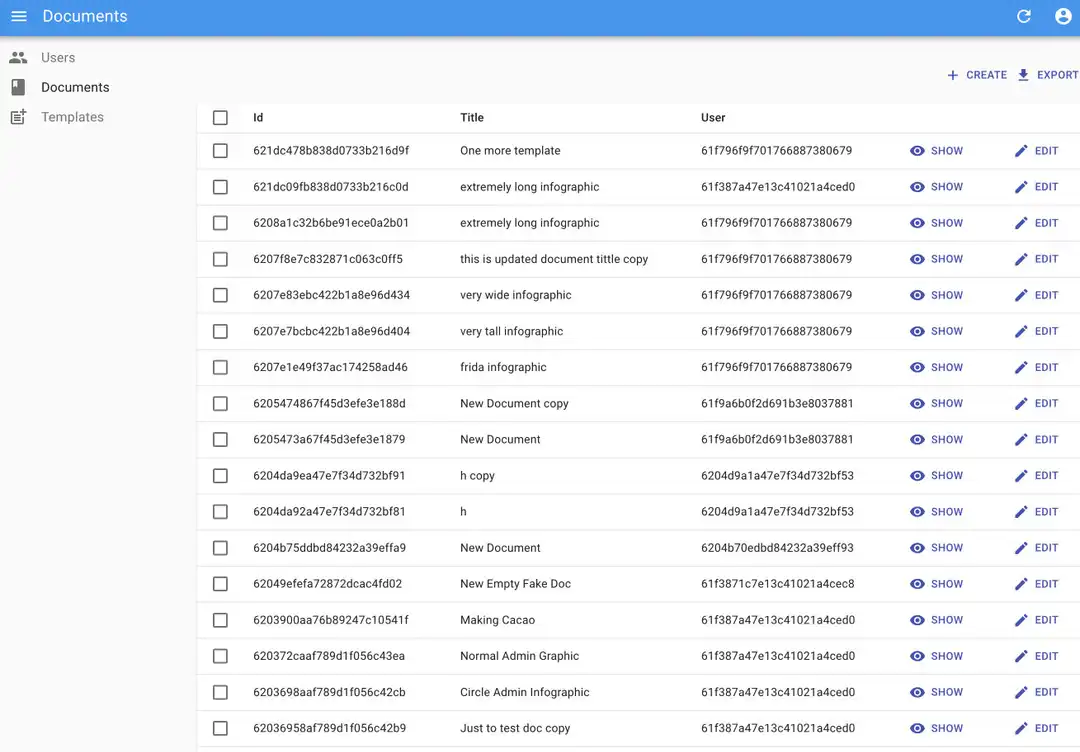 Documents
Users
Documents
Templates
CREATE EXPORT
Id Title User
621dc478b838d0733b216d9f One more template 61f796f9f701766887380679 SHOW EDIT
621dc09fb838d0733b216c0d extremely long infographic 61f387a47e13c41021a4ced0 SHOW EDIT
6208a1c32b6be91ece0a2b01 extremely long infographic 61f796f9f701766887380679 SHOW EDIT
6207f8e7c832871c063c0ff5 this is updated document tittle copy 61f796f9f701766887380679 SHOW EDIT
6207e83ebc422b1a8e96d434 very wide infographic 61f796f9f701766887380679 SHOW EDIT
6207e7bcbc422b1a8e96d404 very tall infographic 61f796f9f701766887380679 SHOW EDIT
6207e1e49f37ac174258ad46 frida infographic 61f796f9f701766887380679 SHOW EDIT
6205474867f45d3efe3e188d New Document copy 61f9a6b0f2d691b3e8037881 SHOW EDIT
6205473a67f45d3efe3e1879 New Document 61f9a6b0f2d691b3e8037881 SHOW EDIT
6204da9ea47e7f34d732bf91 h copy 6204d9a1a47e7f34d732bf53 SHOW EDIT
6204da92a47e7f34d732bf81 h 6204d9a1a47e7f34d732bf53 SHOW EDIT
6204b75ddbd84232a39effa9 New Document 6204b70edbd84232a39eff93 SHOW EDIT
62049efefa72872dcac4fd02 New Empty Fake Doc 61f3871c7e13c41021a4cec8 SHOW EDIT
6203900aa76b89247c10541f Making Cacao 61f387a47e13c41021a4ced0 SHOW EDIT
620372caaf789d1f056c43ea Normal Admin Graphic 61f387a47e13c41021a4ced0 SHOW EDIT
6203698aaf789d1f056c42cb Circle Admin Infographic 61f387a47e13c41021a4ced0 SHOW EDIT
62036958af789d1f056c42b9 Just to test doc copy 61f387a47e13c41021a4ced0 SHOW EDIT